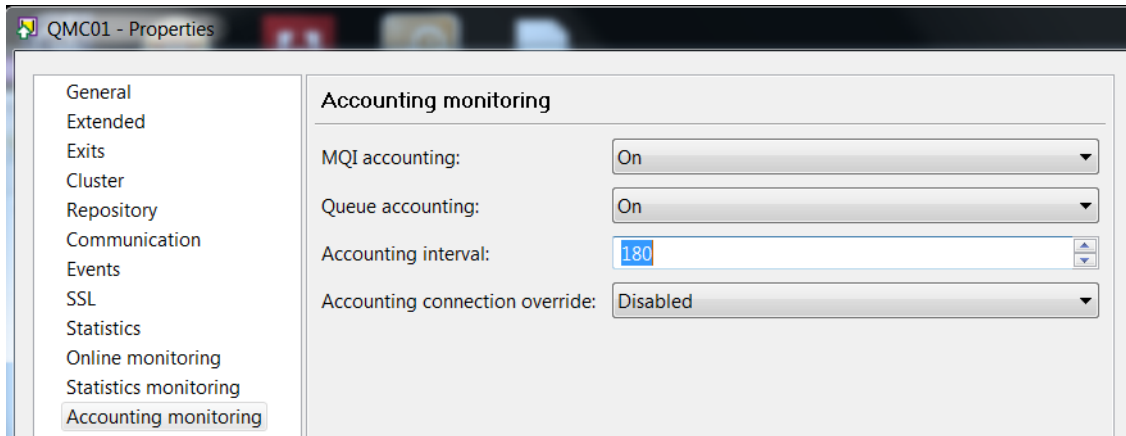 QMC01 - Properties
General
Extended
Exits
Cluster
Repository
Communication
Events
SSL
Statistics
Online monitoring
Statistics monitoring
Accounting monitoring
Accounting monitoring
MQI accounting: On
Queue accounting: On
Accounting interval: 180
Accounting connection override: Disabled